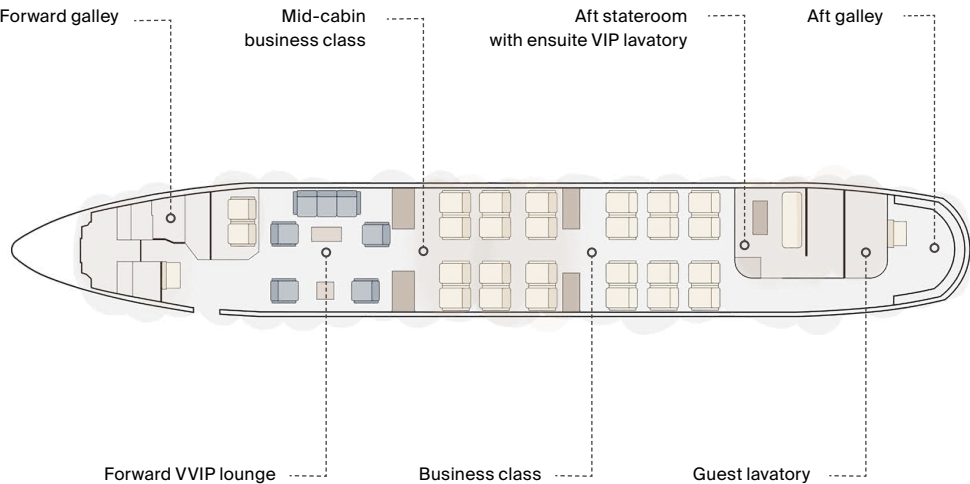 Forward galley
Mid-cabin
business class
Aft stateroom
with ensuite VIP lavatory
Aft galley
Forward VVIP lounge
Business class
Guest lavatory